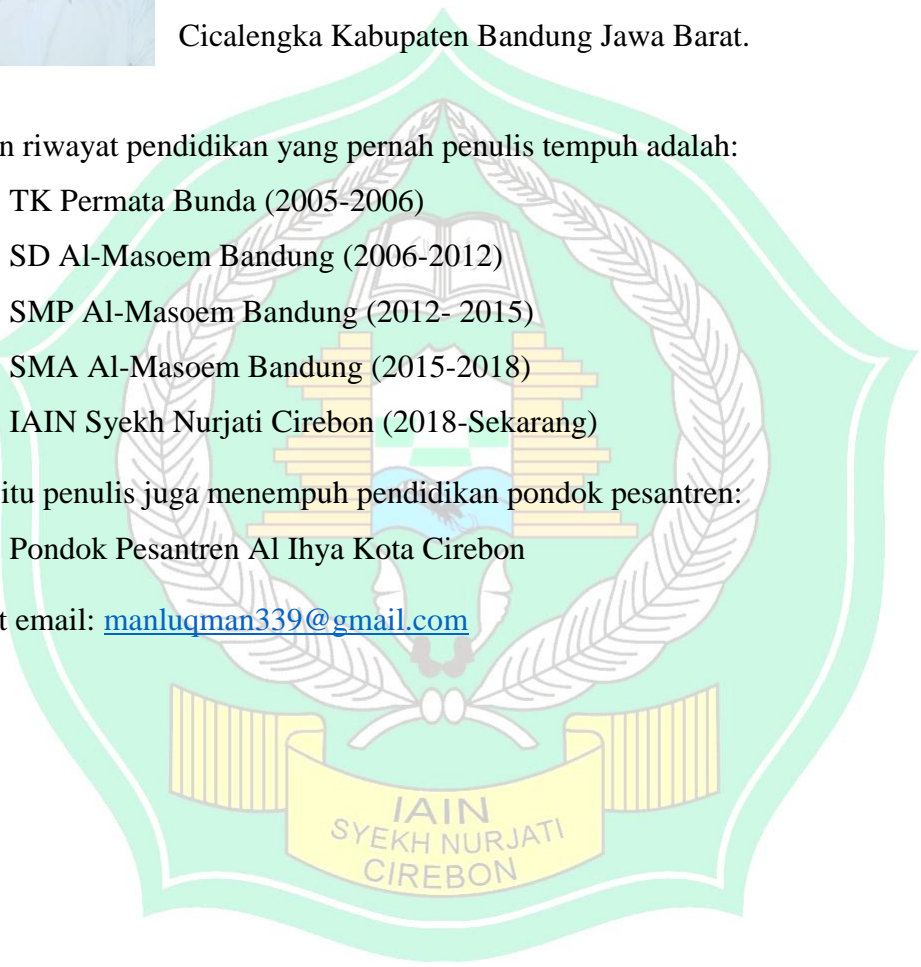 Cicalengka Kabupaten Bandung Jawa Barat.
n riwayat pendidikan yang pernah penulis tempuh adalah:
TK Permata Bunda (2005-2006)
SD Al-Masoem Bandung (2006-2012)
SMP Al-Masoem Bandung (2012- 2015)
SMA Al-Masoem Bandung (2015-2018)
IAIN Syekh Nurjati Cirebon (2018-Sekarang)
itu penulis juga menempuh pendidikan pondok pesantren:
Pondok Pesantren Al Ihya Kota Cirebon
t email: manluqman339@gmail.com
IAIN
SYEKH NURJATI
CIREBON